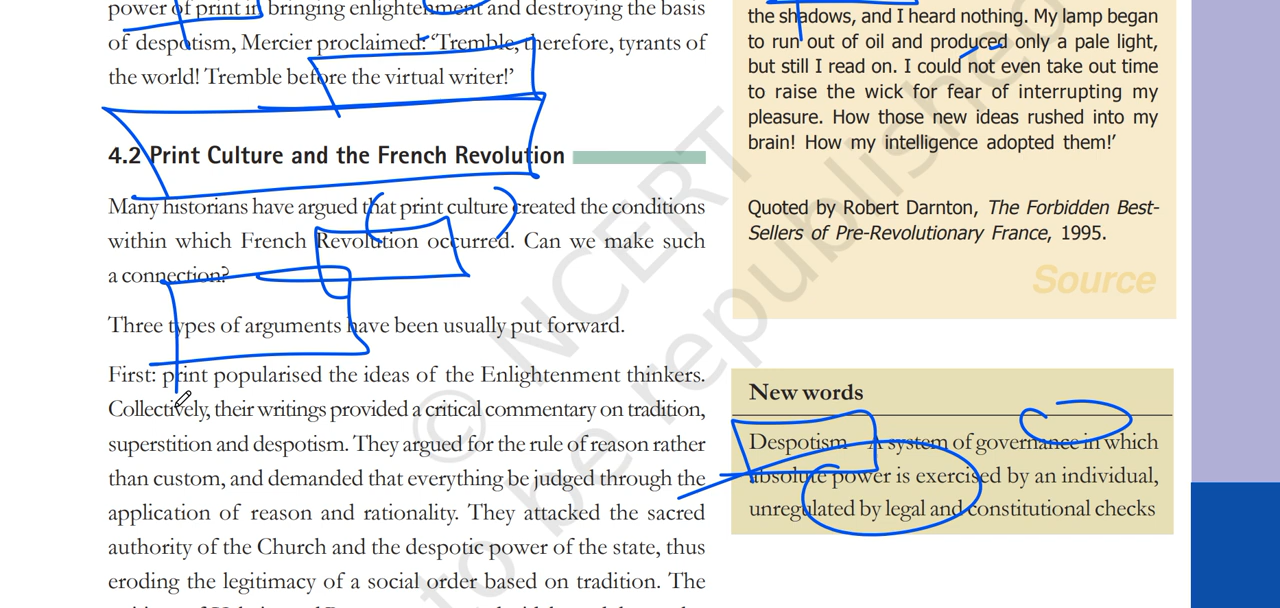 power of print in bringing enlightenment and destroying the basis
of despotism, Mercier proclaimed: ‘Tremble, therefore, tyrants of
the world! Tremble before the virtual writer!’
4.2 Print Culture and the French Revolution
Many historians have argued that print culture created the conditions
within which French Revolution occurred. Can we make such
a connection?
Three types of arguments have been usually put forward.
First: print popularised the ideas of the Enlightenment thinkers.
Collectively, their writings provided a critical commentary on tradition,
superstition and despotism. They argued for the rule of reason rather
than custom, and demanded that everything be judged through the
application of reason and rationality. They attacked the sacred
authority of the Church and the despotic power of the state, thus
eroding the legitimacy of a social order based on tradition. The
the shadows, and I heard nothing. My lamp began
to run out of oil and produced only a pale light,
but still I read on. I could not even take out time
to raise the wick for fear of interrupting my
pleasure. How those new ideas rushed into my
brain! How my intelligence adopted them!’
Quoted by Robert Darnton, The Forbidden Best-
Sellers of Pre-Revolutionary France, 1995.
Source
New words
Despotism – A system of governance in which
absolute power is exercised by an individual,
unregulated by legal and constitutional checks
© NCERT
to be republished